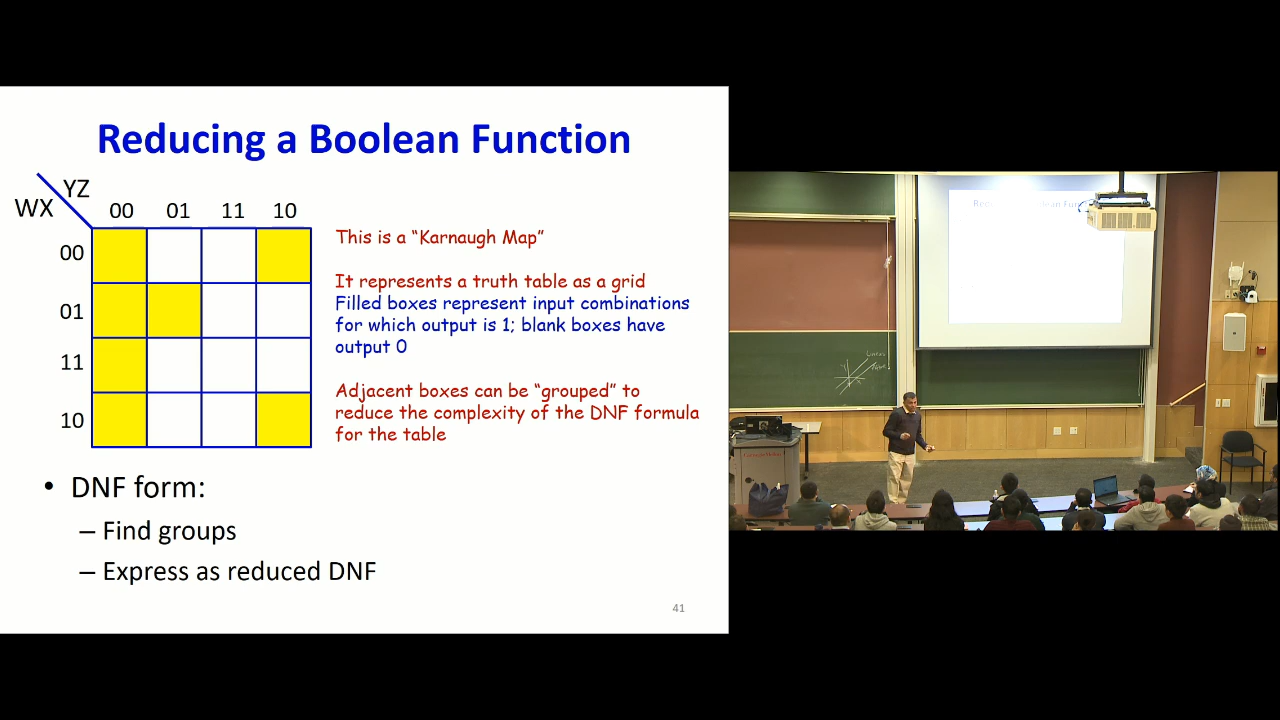 Reducing a Boolean Function
YZ
WX
00 01 11 10
00
01
11
10
This is a “Karnaugh Map”
It represents a truth table as a grid
Filled boxes represent input combinations
for which output is 1; blank boxes have
output 0
Adjacent boxes can be “grouped” to
reduce the complexity of the DNF formula
for the table
• DNF form:
– Find groups
– Express as reduced DNF
41